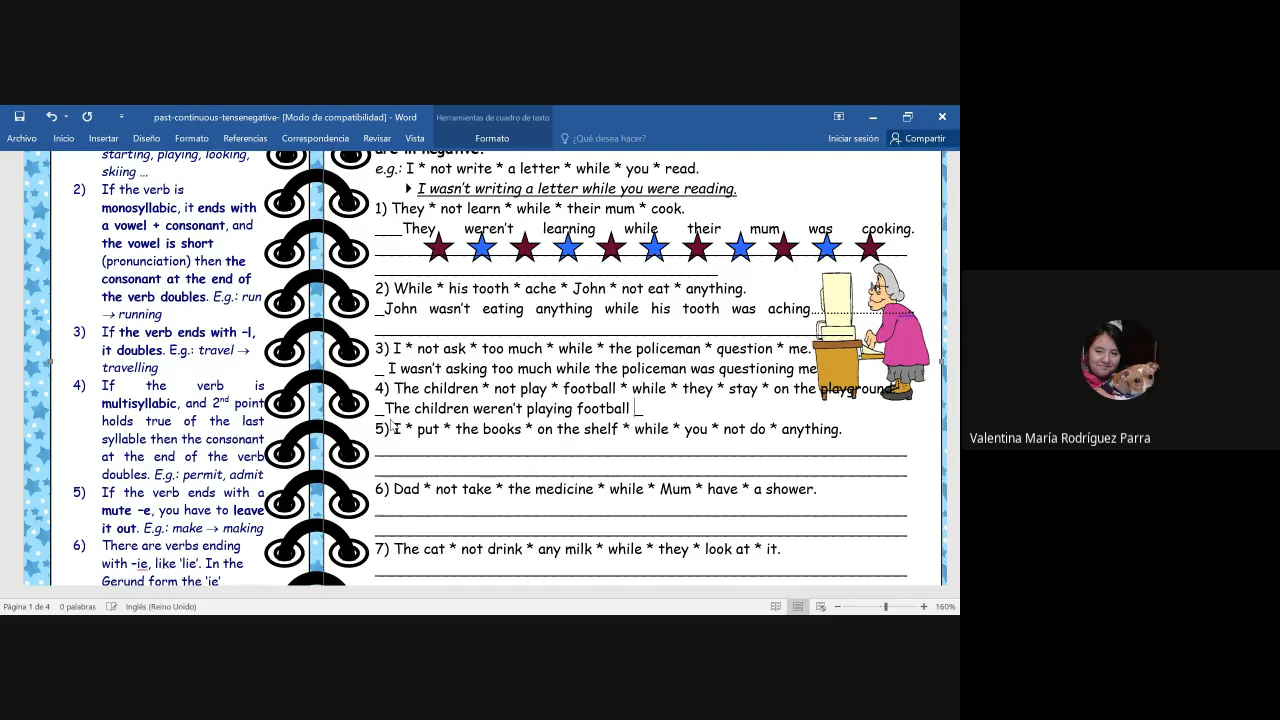 past-continuous-tensenegative- [Modo de compatibilidad] - Word
Herramientas de cuadro de texto
Archivo Inicio Insertar Diseño Formato Referencias Correspondencia Revisar Vista Formato ¿Qué desea hacer? Iniciar sesión Compartir
starting, playing, looking,
skiing …
2) If the verb is
monosyllabic, it ends with
a vowel + consonant, and
the vowel is short
(pronunciation) then the
consonant at the end of
the verb doubles. E.g.: run
→ running
3) If the verb ends with –l,
it doubles. E.g.: travel →
travelling
4) If the verb is
multisyllabic, and 2nd point
holds true of the last
syllable then the consonant
at the end of the verb
doubles. E.g.: permit, admit
5) If the verb ends with a
mute –e, you have to leave
it out. E.g.: make → making
6) There are verbs ending
with –ie, like 'lie'. In the
Gerund form the 'ie'
are in negative.
e.g.: I * not write * a letter * while * you * read.
I wasn't writing a letter while you were reading.
1) They * not learn * while * their mum * cook.
___They weren't learning while their mum was cooking.
2) While * his tooth * ache * John * not eat * anything.
_John wasn't eating anything while his tooth was aching
3) I * not ask * too much * while * the policeman * question * me.
_ I wasn't asking too much while the policeman was questioning me
4) The children * not play * football * while * they * stay * on the playground.
_The children weren't playing football _
5) I * put * the books * on the shelf * while * you * not do * anything.
6) Dad * not take * the medicine * while * Mum * have * a shower.
7) The cat * not drink * any milk * while * they * look at * it.
Página 1 de 4 0 palabras Inglés (Reino Unido) 160%
Valentina María Rodríguez Parra